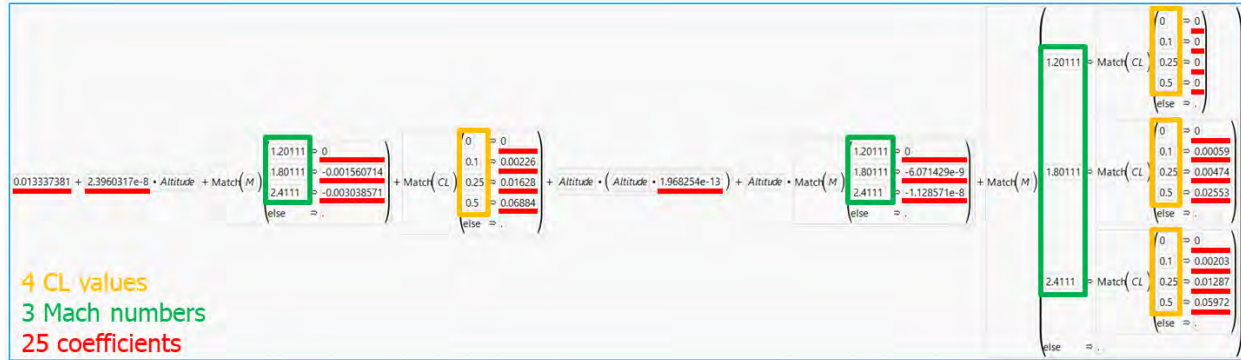 0.013337381 + 2.3960317e-8 • Altitude + Match(M) (1.20111 ⇒ 0
1.80111 ⇒ -0.001560714
2.4111 ⇒ -0.003038571
else ⇒ .)
+ Match(CL) (0 ⇒ 0
0.1 ⇒ 0.00226
0.25 ⇒ 0.01628
0.5 ⇒ 0.06884
else ⇒ .)
+ Altitude • (Altitude • 1.968254e-13) + Altitude • Match(M) (1.20111 ⇒ 0
1.80111 ⇒ -6.071429e-9
2.4111 ⇒ -1.128571e-8
else ⇒ .)
+ Match(M) (1.20111 ⇒ Match(CL) (0 ⇒ 0
0.1 ⇒ 0
0.25 ⇒ 0
0.5 ⇒ 0
else ⇒ .)
1.80111 ⇒ Match(CL) (0 ⇒ 0
0.1 ⇒ 0.00059
0.25 ⇒ 0.00474
0.5 ⇒ 0.02553
else ⇒ .)
2.4111 ⇒ Match(CL) (0 ⇒ 0
0.1 ⇒ 0.00203
0.25 ⇒ 0.01287
0.5 ⇒ 0.05972
else ⇒ .)
else ⇒ .)
4 CL values
3 Mach numbers
25 coefficients